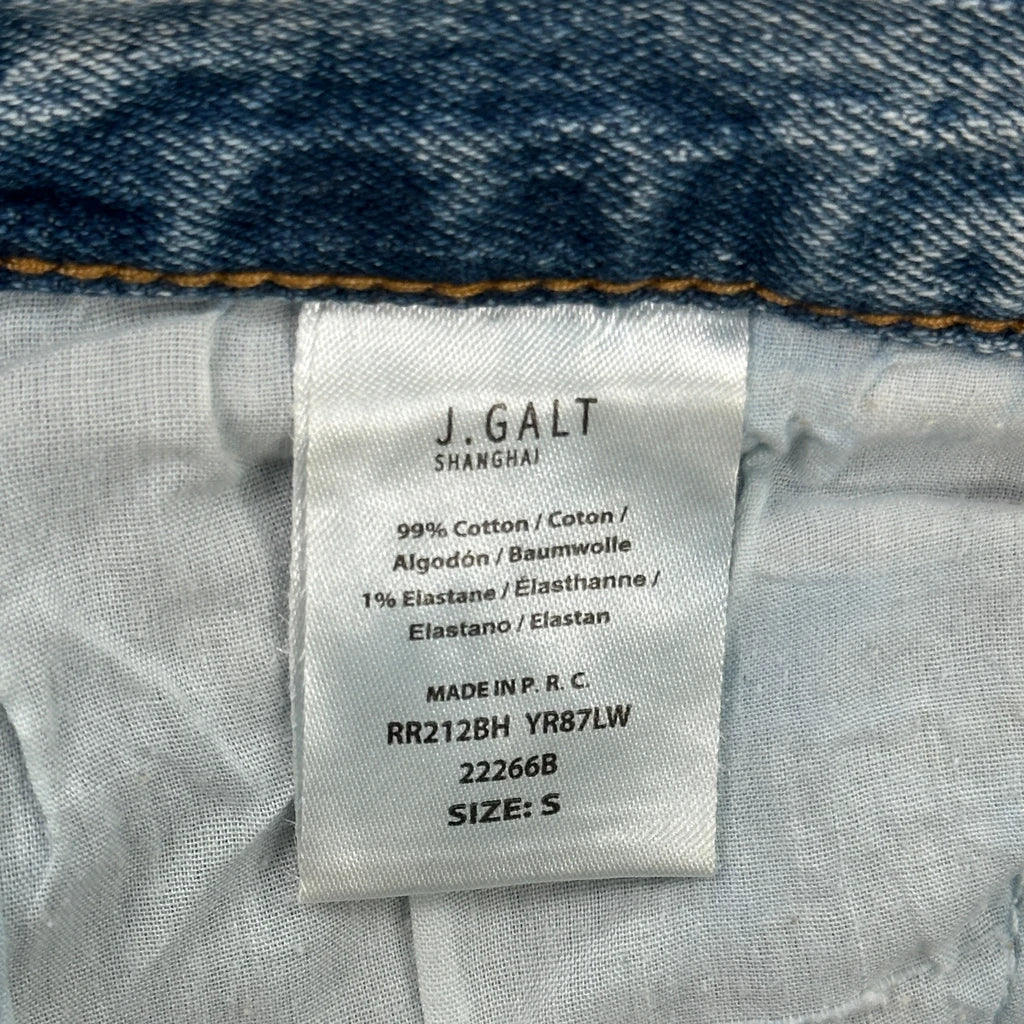 J.GALT
SHANGHAI
99% Cotton / Coton /
Algodón / Baumwolle
1% Elastane / Élasthanne /
Elastano / Elastan
MADE IN P. R. C.
RR212BH YR87LW
22266B
SIZE: S